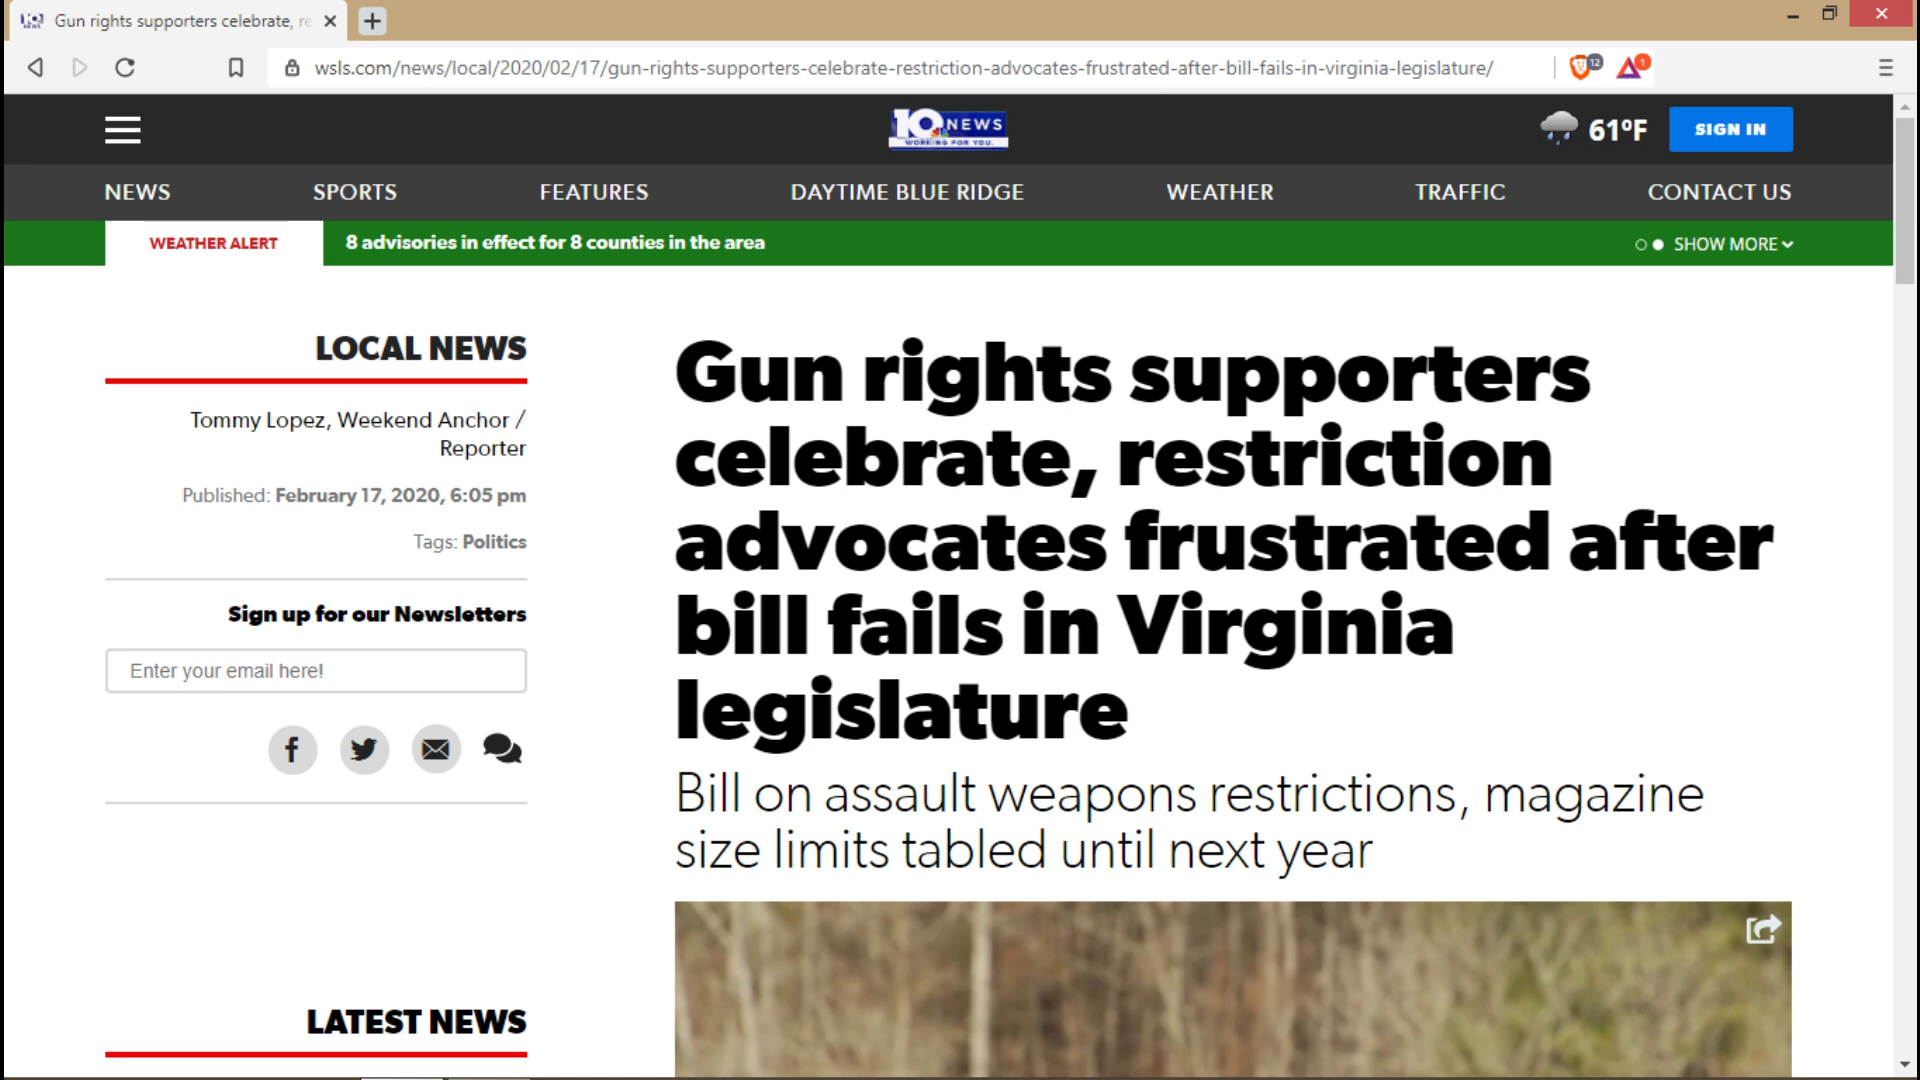 Gun rights supporters celebrate, re
wsls.com/news/local/2020/02/17/gun-rights-supporters-celebrate-restriction-advocates-frustrated-after-bill-fails-in-virginia-legislature/
12
1
10 NEWS
WORKING FOR YOU.
61ºF
SIGN IN
NEWS
SPORTS
FEATURES
DAYTIME BLUE RIDGE
WEATHER
TRAFFIC
CONTACT US
WEATHER ALERT
8 advisories in effect for 8 counties in the area
SHOW MORE
LOCAL NEWS
Tommy Lopez, Weekend Anchor /
Reporter
Published: February 17, 2020, 6:05 pm
Tags: Politics
Sign up for our Newsletters
Enter your email here!
LATEST NEWS
Gun rights supporters
celebrate, restriction
advocates frustrated after
bill fails in Virginia
legislature
Bill on assault weapons restrictions, magazine
size limits tabled until next year